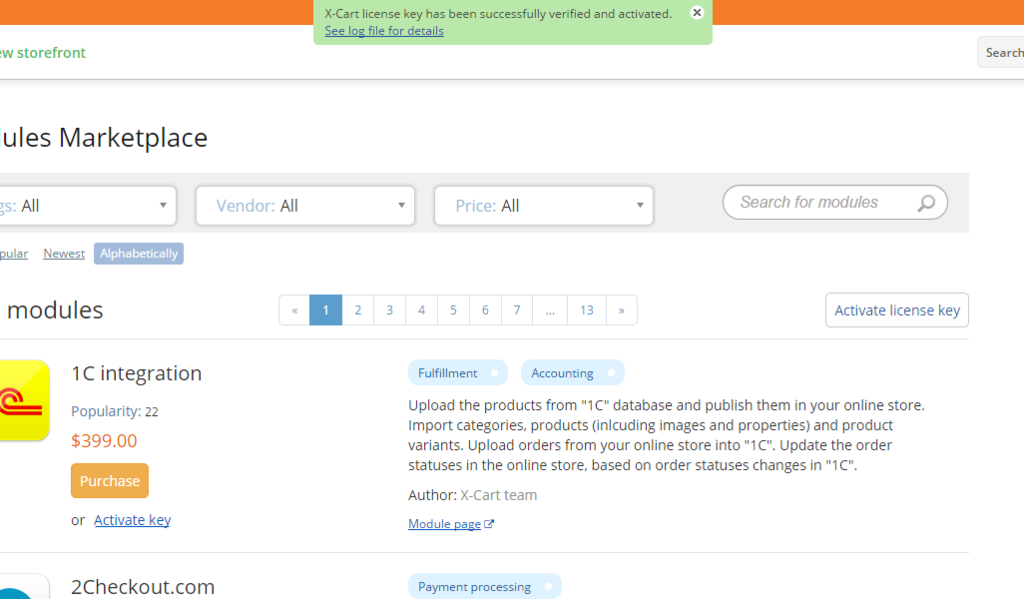 X-Cart license key has been successfully verified and activated.
See log file for details
ew storefront
Search
ules Marketplace
gs: All
Vendor: All
Price: All
Search for modules
pular Newest Alphabetically
modules
« 1 2 3 4 5 6 7 ... 13 »
Activate license key
1C integration
Popularity: 22
$399.00
Purchase
or Activate key
Fulfillment Accounting
Upload the products from "1C" database and publish them in your online store.
Import categories, products (inlcuding images and properties) and product
variants. Upload orders from your online store into "1C". Update the order
statuses in the online store, based on order statuses changes in "1C".
Author: X-Cart team
Module page
2Checkout.com
Payment processing